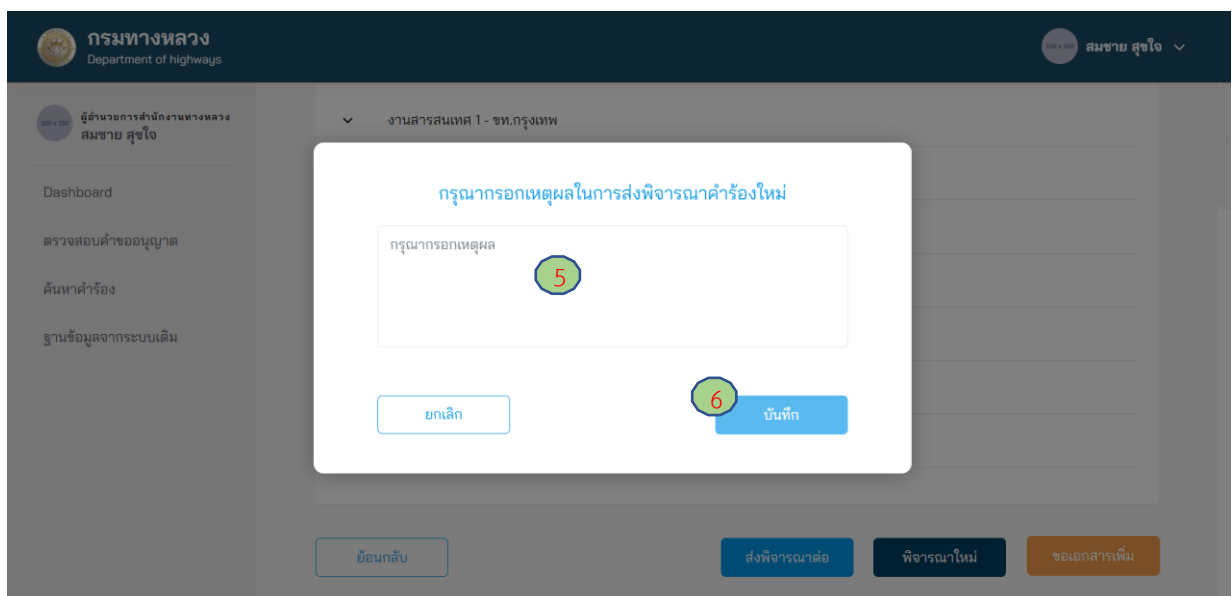 กรมทางหลวง
Department of highways
สมชาย สุขใจ
ผู้อำนวยการสำนักงานทางหลวง
สมชาย สุขใจ
Dashboard
ตรวจสอบคำขออนุญาต
ค้นหาคำร้อง
ฐานข้อมูลจากระบบเดิม
งานสารสนเทศ 1 - ขท.กรุงเทพ
กรุณากรอกเหตุผลในการส่งพิจารณาคำร้องใหม่
กรุณากรอกเหตุผล
5
ยกเลิก
6
บันทึก
ย้อนกลับ
ส่งพิจารณาต่อ
พิจารณาใหม่
ขอเอกสารเพิ่ม